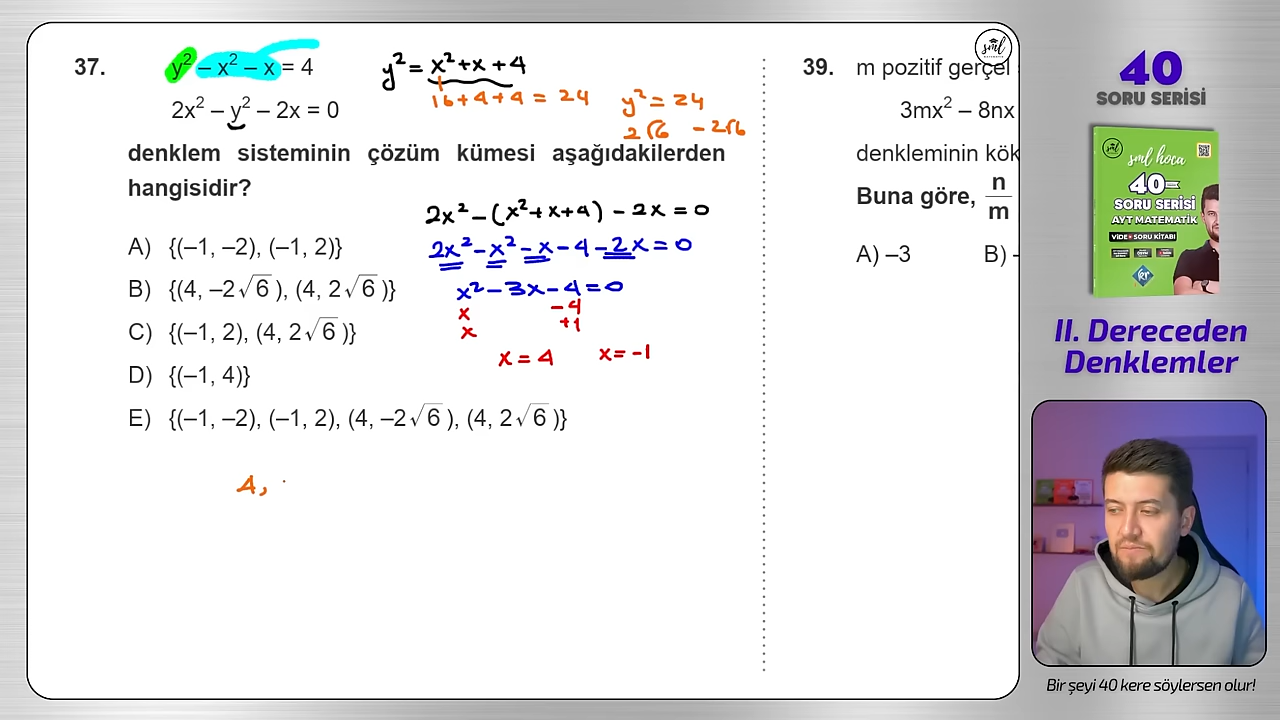 37.
y² – x² – x = 4
2x² – y² – 2x = 0
denklem sisteminin çözüm kümesi aşağıdakilerden
hangisidir?
A) {(–1, –2), (–1, 2)}
B) {(4, –2√6), (4, 2√6)}
C) {(–1, 2), (4, 2√6)}
D) {(–1, 4)}
E) {(–1, –2), (–1, 2), (4, –2√6), (4, 2√6)}
y² = x² + x + 4
16 + 4 + 4 = 24
y² = 24
2√6 –2√6
2x² – (x² + x + 4) – 2x = 0
2x² – x² – x – 4 – 2x = 0
x² – 3x – 4 = 0
x –4
x +1
x = 4 x = –1
4,
sml
39. m pozitif gerçel
3mx² – 8nx
denkleminin kök
Buna göre, n/m
A) –3 B) –
40
SORU SERİSİ
sml hoca
40
SORU SERİSİ
AYT MATEMATİK
VİDEO SORU KİTABI
II. Dereceden
Denklemler
Bir şeyi 40 kere söylersen olur!